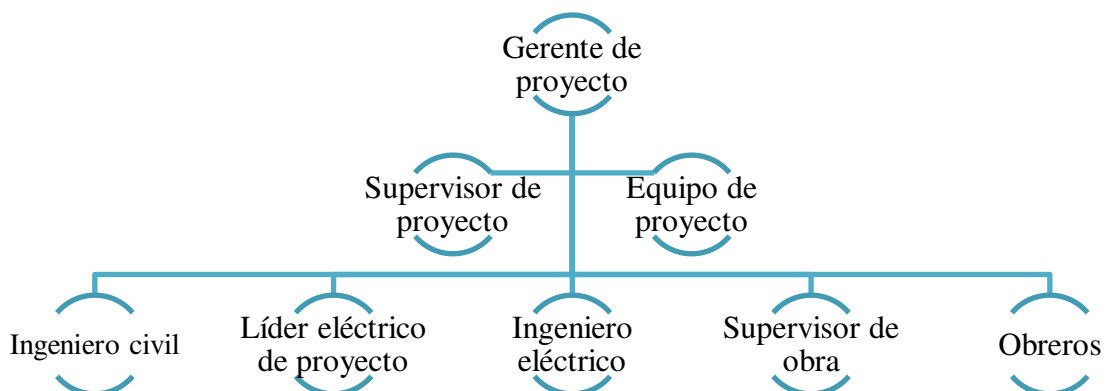 Gerente de
proyecto
Supervisor de
proyecto
Equipo de
proyecto
Ingeniero civil
Líder eléctrico
de proyecto
Ingeniero
eléctrico
Supervisor de
obra
Obreros